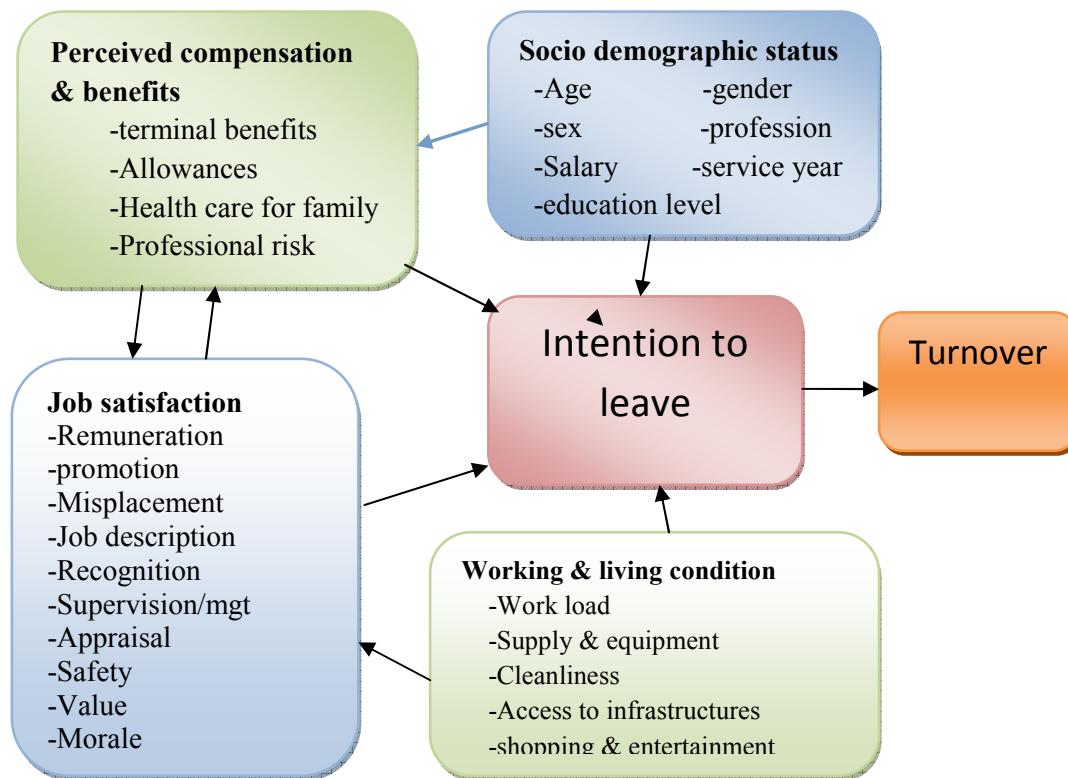 Perceived compensation
& benefits
-terminal benefits
-Allowances
-Health care for family
-Professional risk
Socio demographic status
-Age -gender
-sex -profession
-Salary -service year
-education level
Intention to
leave
Turnover
Job satisfaction
-Remuneration
-promotion
-Misplacement
-Job description
-Recognition
-Supervision/mgt
-Appraisal
-Safety
-Value
-Morale
Working & living condition
-Work load
-Supply & equipment
-Cleanliness
-Access to infrastructures
-shopping & entertainment